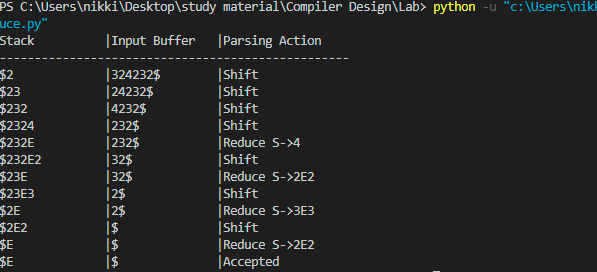 PS C:\Users\nikki\Desktop\study material\Compiler Design\Lab> python -u "c:\Users\nik
uce.py"
Stack |Input Buffer |Parsing Action
--------------------------------------------------
$2 |324232$ |Shift
$23 |24232$ |Shift
$232 |4232$ |Shift
$2324 |232$ |Shift
$232E |232$ |Reduce S->4
$232E2 |32$ |Shift
$23E |32$ |Reduce S->2E2
$23E3 |2$ |Shift
$2E |2$ |Reduce S->3E3
$2E2 |$ |Shift
$E |$ |Reduce S->2E2
$E |$ |Accepted